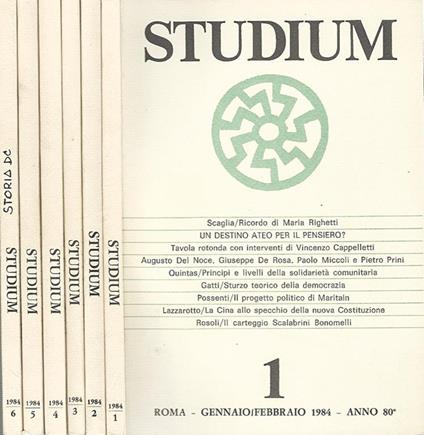 STORIA DC
STUDIUM
1984
6
STUDIUM
1984
5
STUDIUM
1984
4
STUDIUM
1984
3
STUDIUM
1984
2
STUDIUM
1984
1
STUDIUM
Scaglia/Ricordo di Maria Righetti
UN DESTINO ATEO PER IL PENSIERO?
Tavola rotonda con interventi di Vincenzo Cappelletti
Augusto Del Noce, Giuseppe De Rosa, Paolo Miccoli e Pietro Prini
Quintas/Principi e livelli della solidarietà comunitaria
Gatti/Sturzo teorico della democrazia
Possenti/Il progetto politico di Maritain
Lazzarotto/La Cina allo specchio della nuova Costituzione
Rosoli/Il carteggio Scalabrini Bonomelli
1
ROMA - GENNAIO/FEBBRAIO 1984 - ANNO 80°